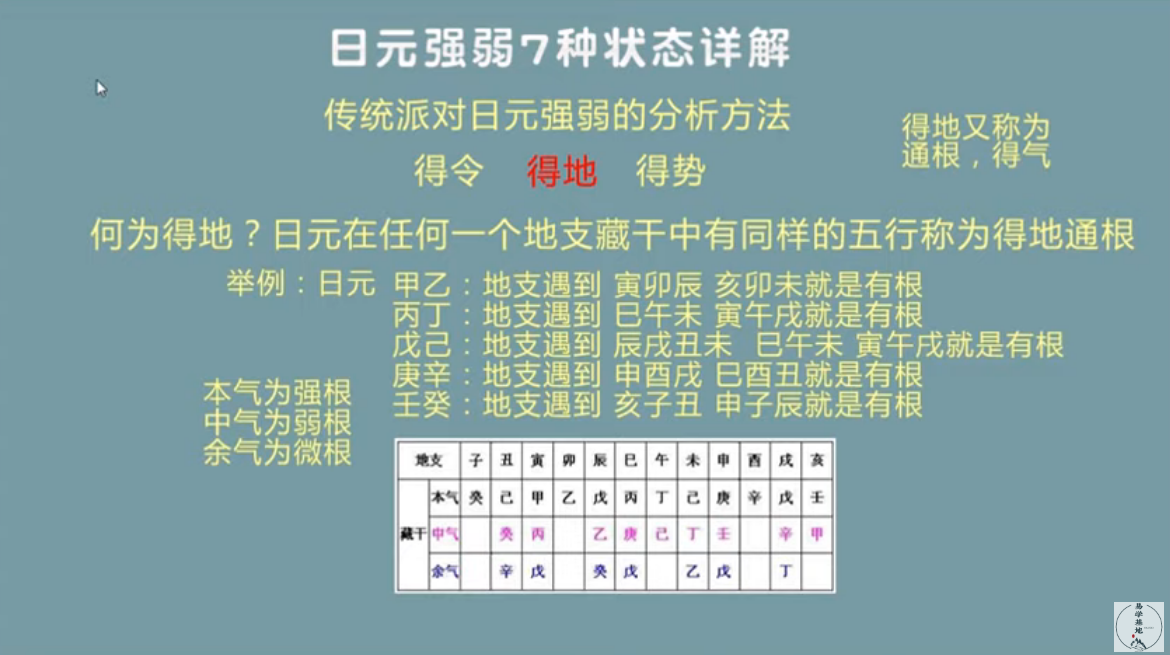 日元强弱7种状态详解
传统派对日元强弱的分析方法
得令 得地 得势
得地又称为
通根，得气
何为得地？日元在任何一个地支藏干中有同样的五行称为得地通根
举例：日元 甲乙：地支遇到 寅卯辰 亥卯未就是有根
丙丁：地支遇到 巳午未 寅午戌就是有根
戊己：地支遇到 辰戌丑未 巳午未 寅午戌就是有根
庚辛：地支遇到 申酉戌 巳酉丑就是有根
壬癸：地支遇到 亥子丑 申子辰就是有根
本气为强根
中气为弱根
余气为微根
地支 子 丑 寅 卯 辰 巳 午 未 申 酉 戌 亥
藏干
本气 癸 己 甲 乙 戊 丙 丁 己 庚 辛 戊 壬
中气 癸 丙 乙 庚 己 丁 壬 辛 甲
余气 辛 戊 癸 戊 乙 戊 丁
易学基地